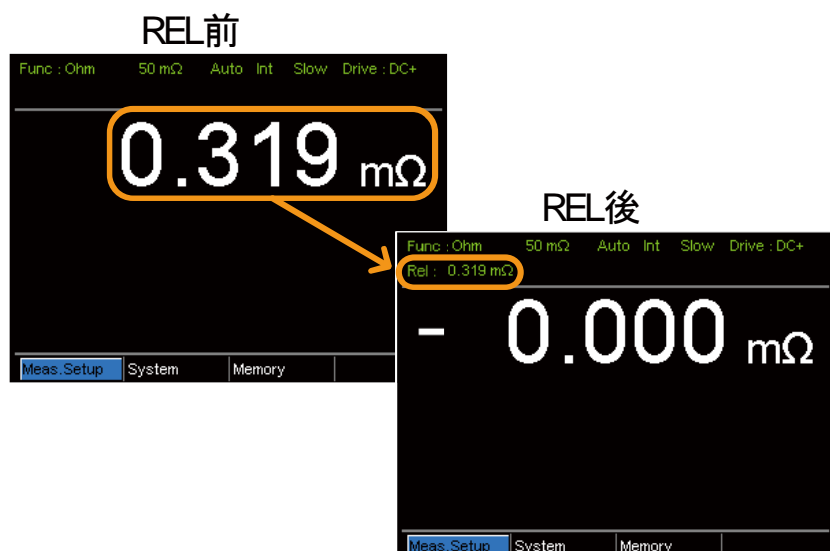 REL前
Func : Ohm 50 mΩ Auto Int Slow Drive : DC+
0.319 mΩ
Meas.Setup System Memory
REL後
Func : Ohm 50 mΩ Auto Int Slow Drive : DC+
Rel : 0.319 mΩ
- 0.000 mΩ
Meas.Setup System Memory